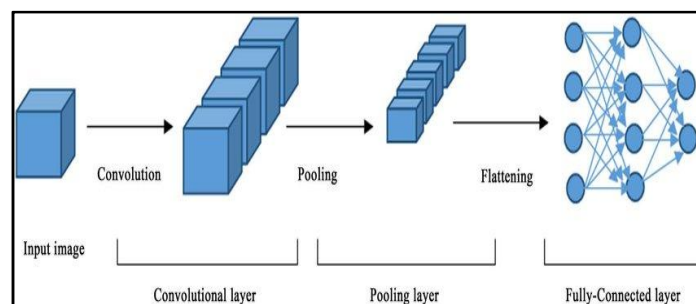 Convolution
Pooling
Flattening
Input image
Convolutional layer
Pooling layer
Fully-Connected layer